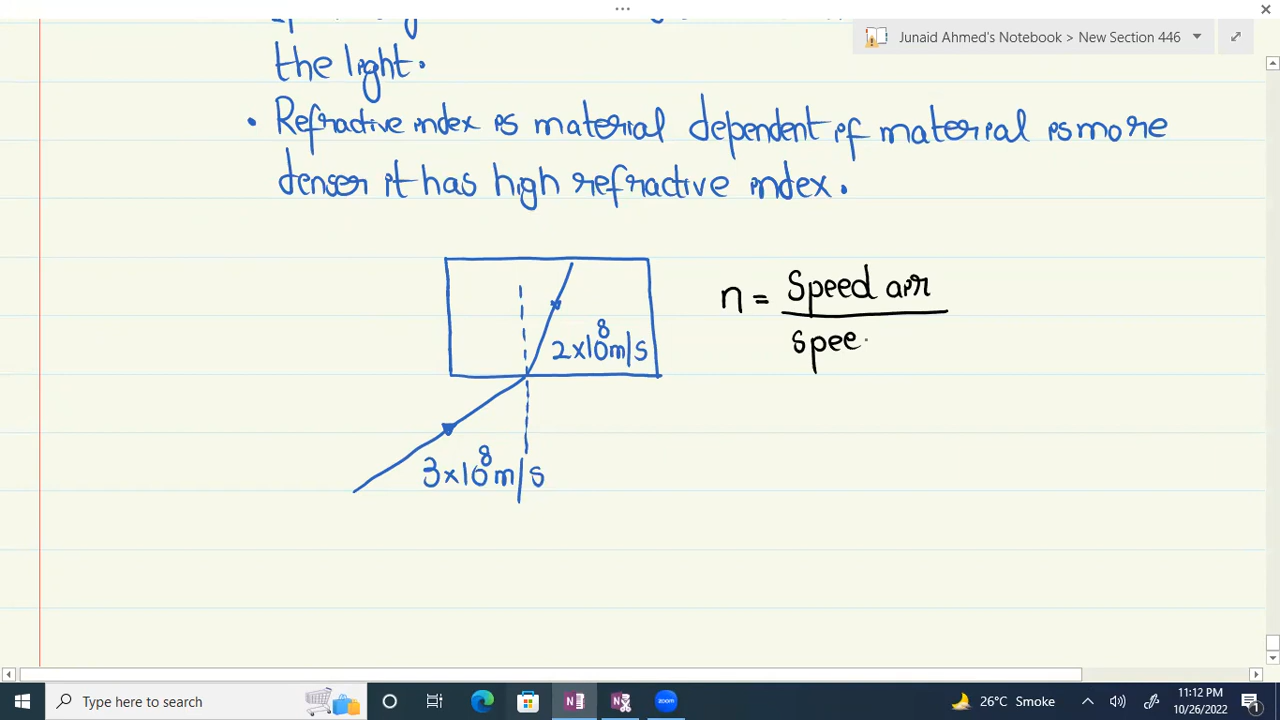 ...
Junaid Ahmed's Notebook > New Section 446
the light.
• Refractive index is material dependent if material is more
denser it has high refractive index.
n = Speed air
spee
2x10⁸m/s
3x10⁸m/s
Type here to search
26°C Smoke
11:12 PM
10/26/2022
1